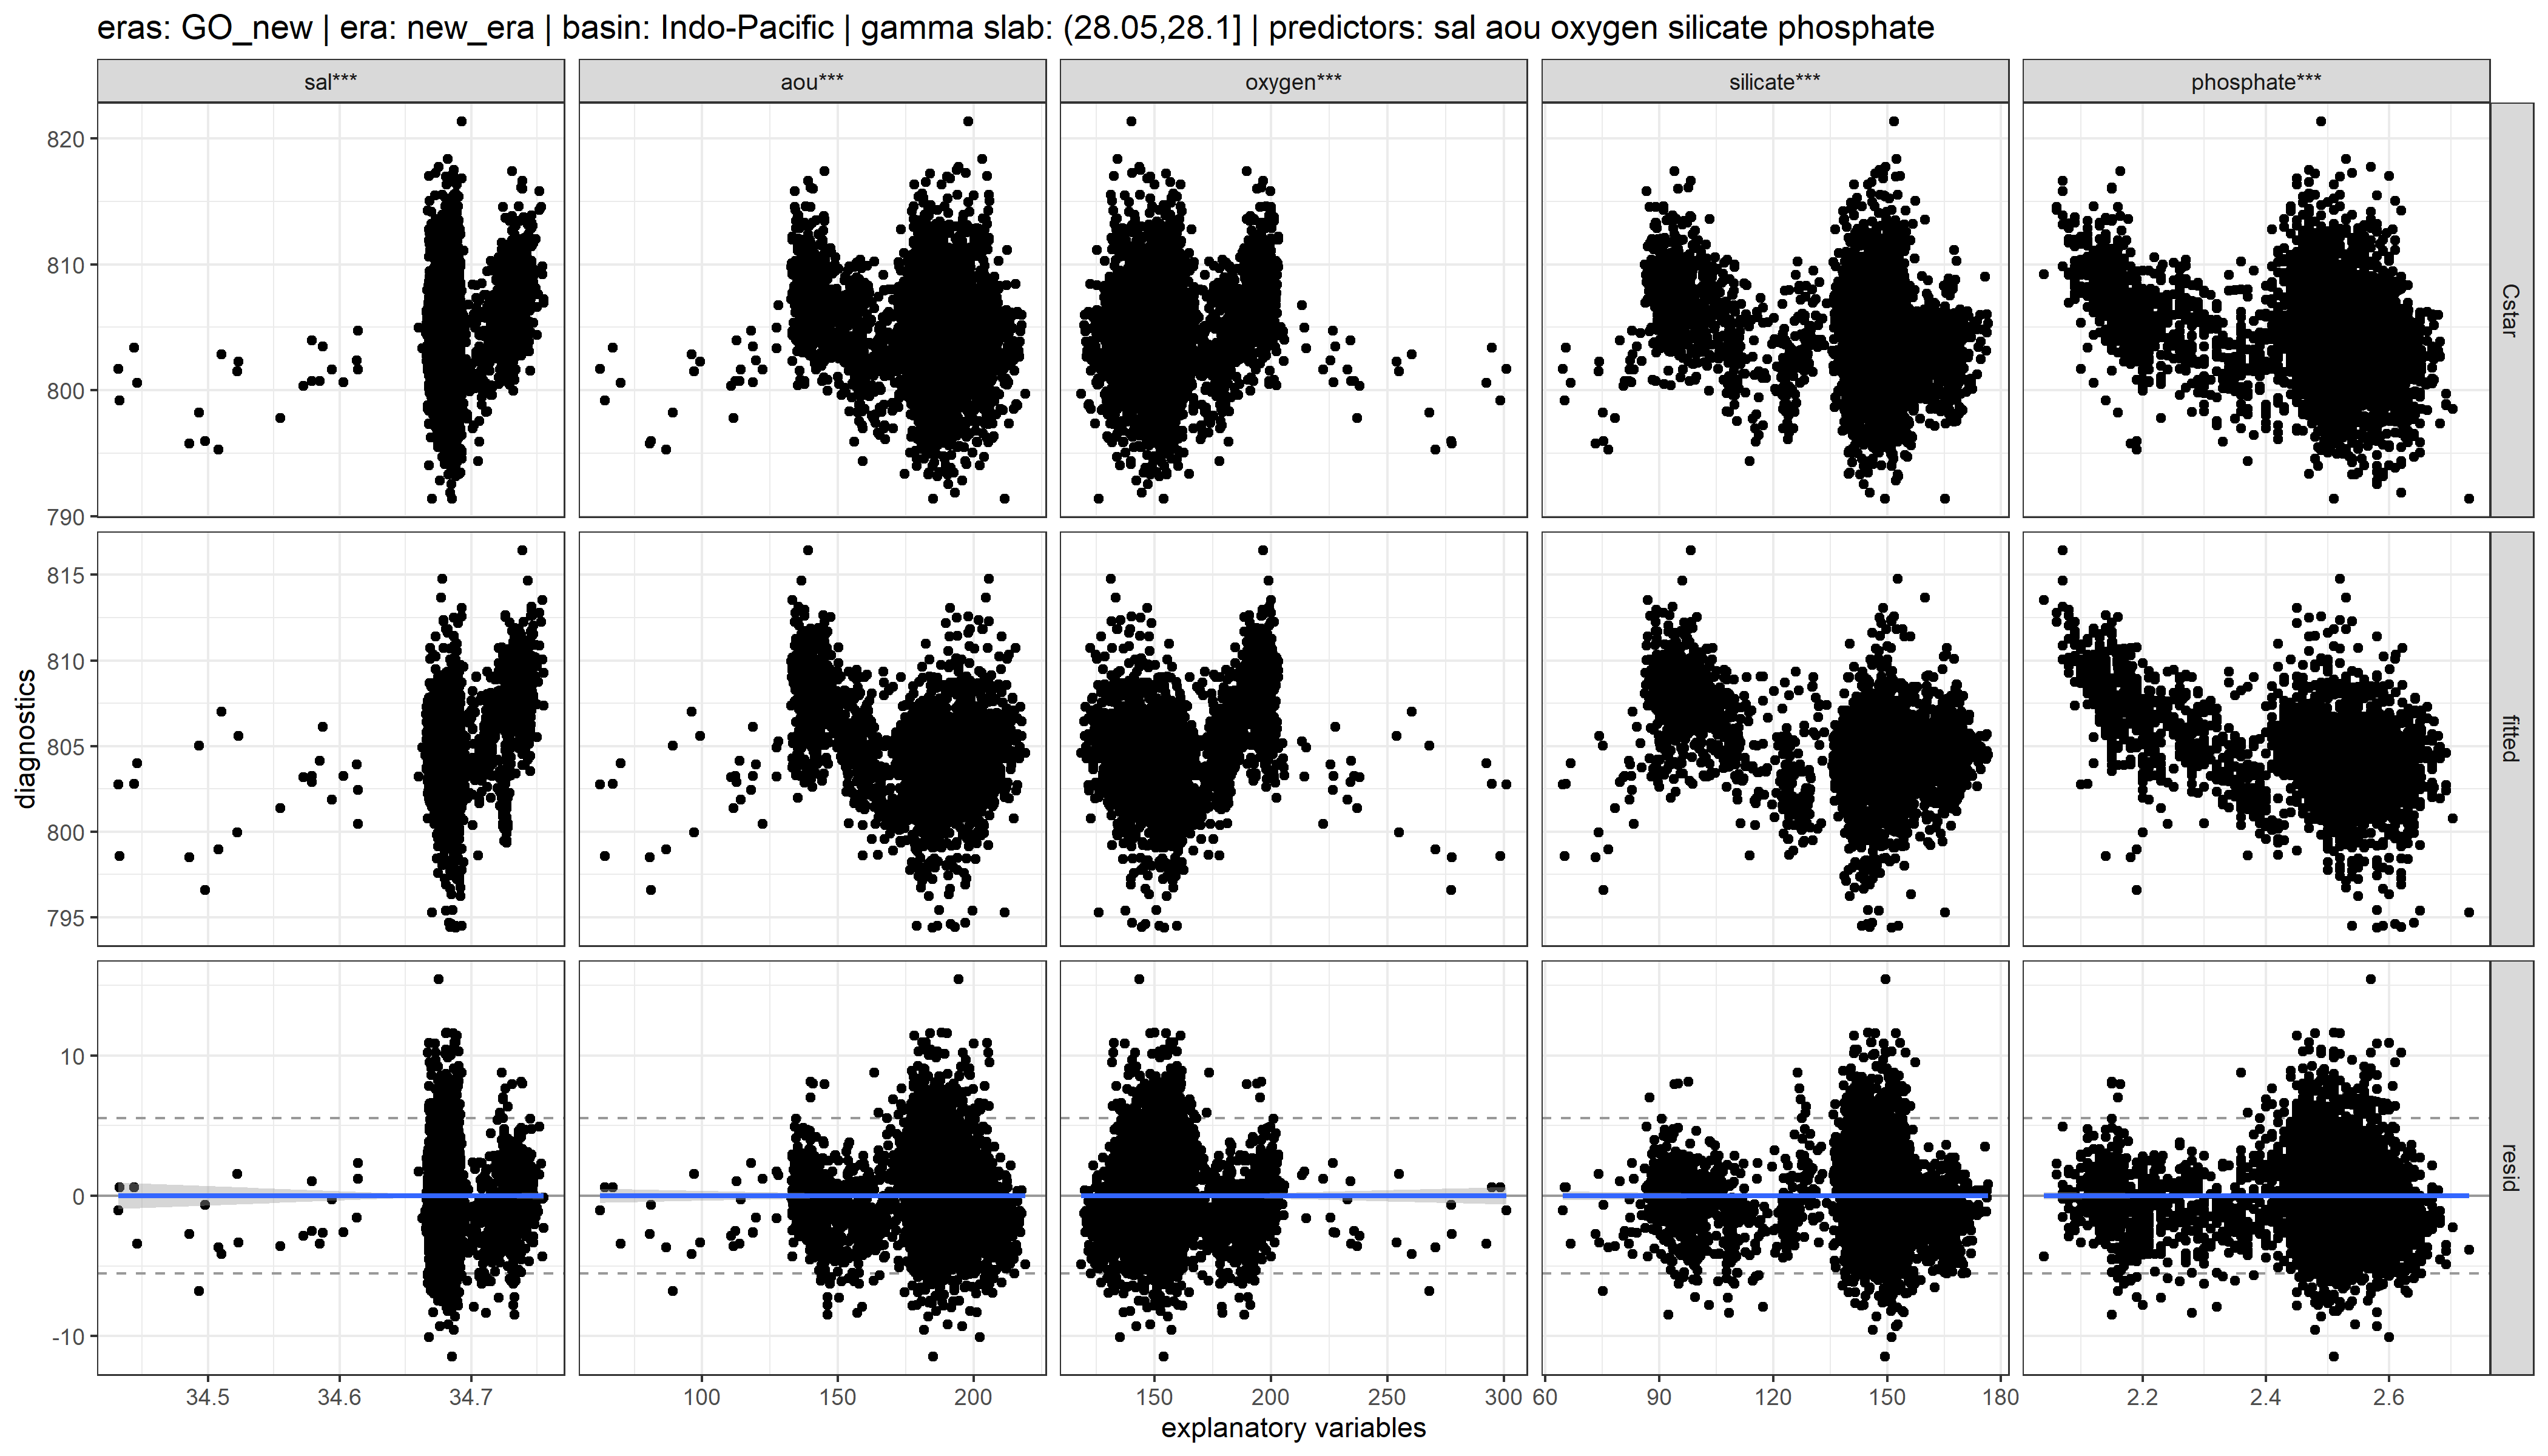 eras: GO_new | era: new_era | basin: Indo-Pacific | gamma slab: (28.05,28.1] | predictors: sal aou oxygen silicate phosphate
sal*** aou*** oxygen*** silicate*** phosphate***
820
810
800
790
Cstar
815
810
805
800
795
fitted
diagnostics
10
0
-10
resid
34.5 34.6 34.7 100 150 200 150 200 250 300 60 90 120 150 180 2.2 2.4 2.6
explanatory variables